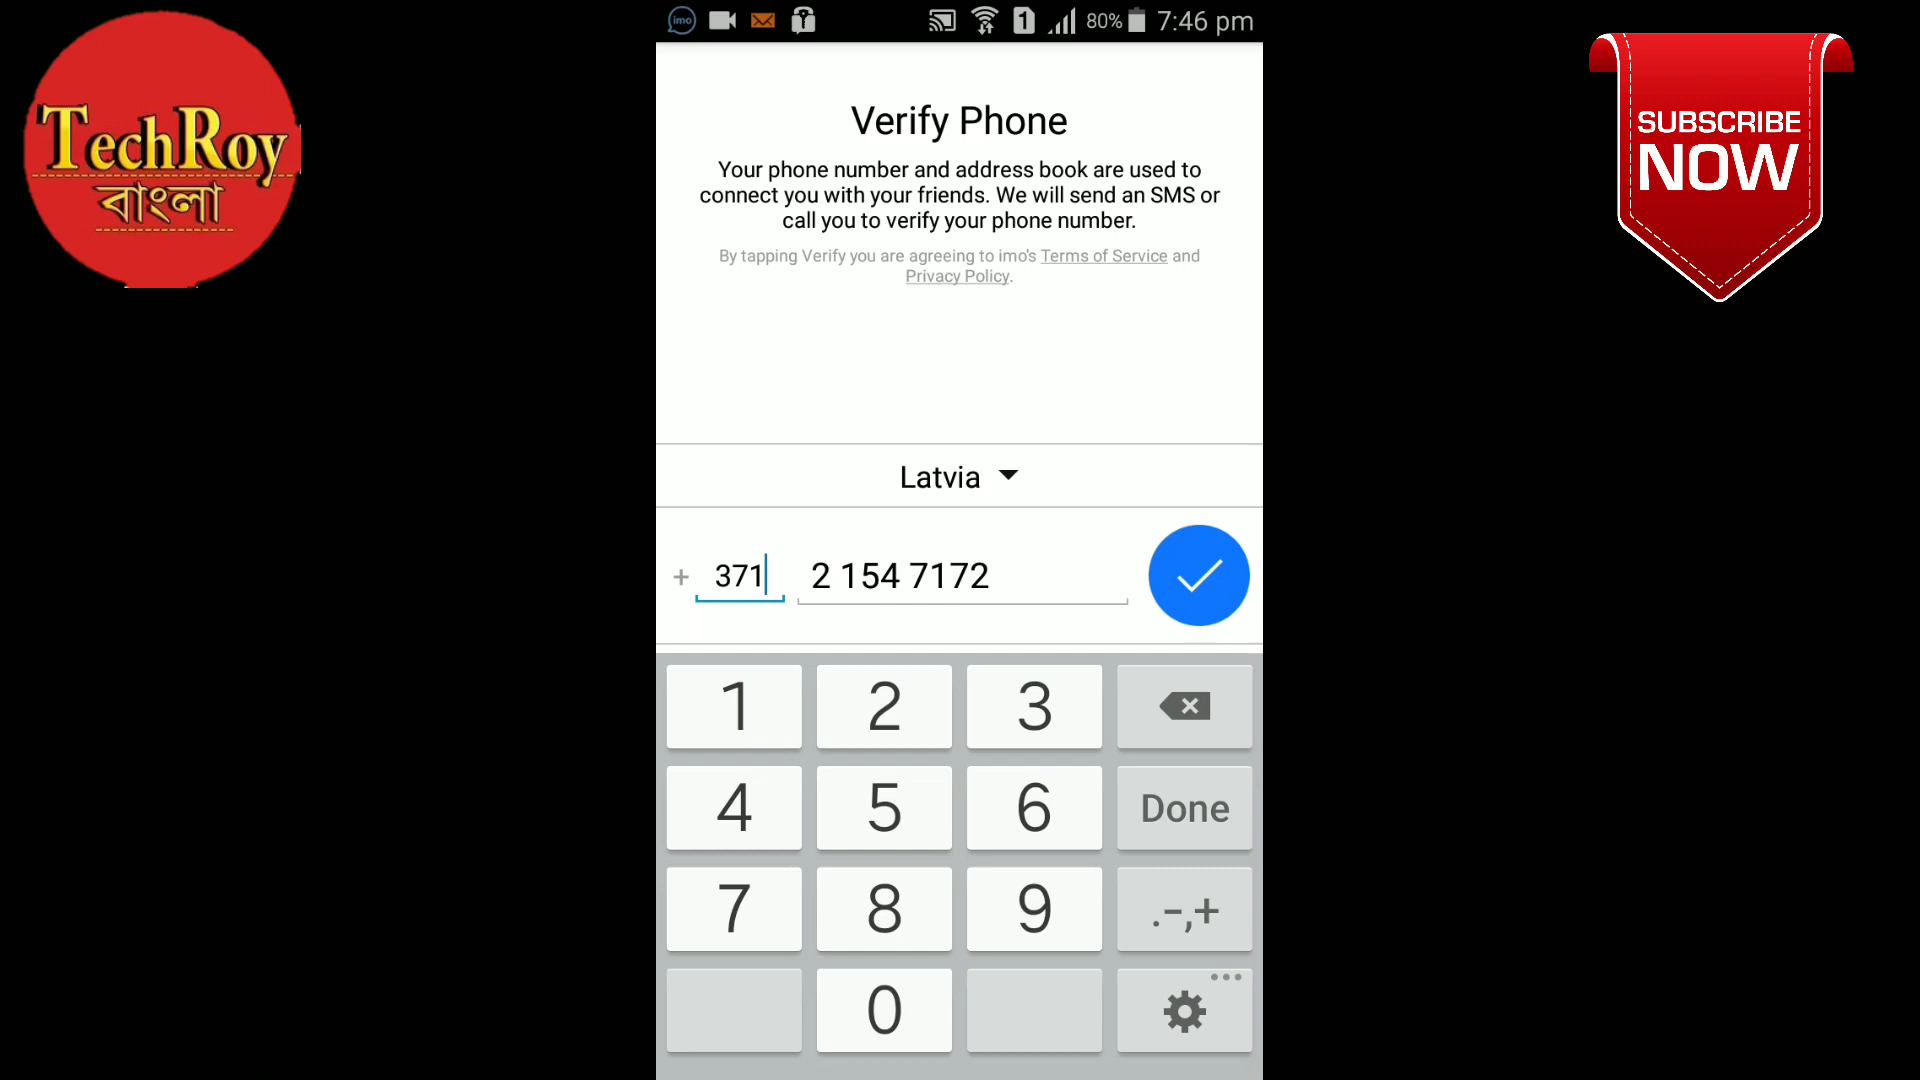 TechRoy
বাংলা
imo
1
80%
7:46 pm
SUBSCRIBE
NOW
Verify Phone
Your phone number and address book are used to
connect you with your friends. We will send an SMS or
call you to verify your phone number.
By tapping Verify you are agreeing to imo's Terms of Service and
Privacy Policy.
Latvia
+ 371 2 154 7172
1 2 3
4 5 6 Done
7 8 9 .-,+
0